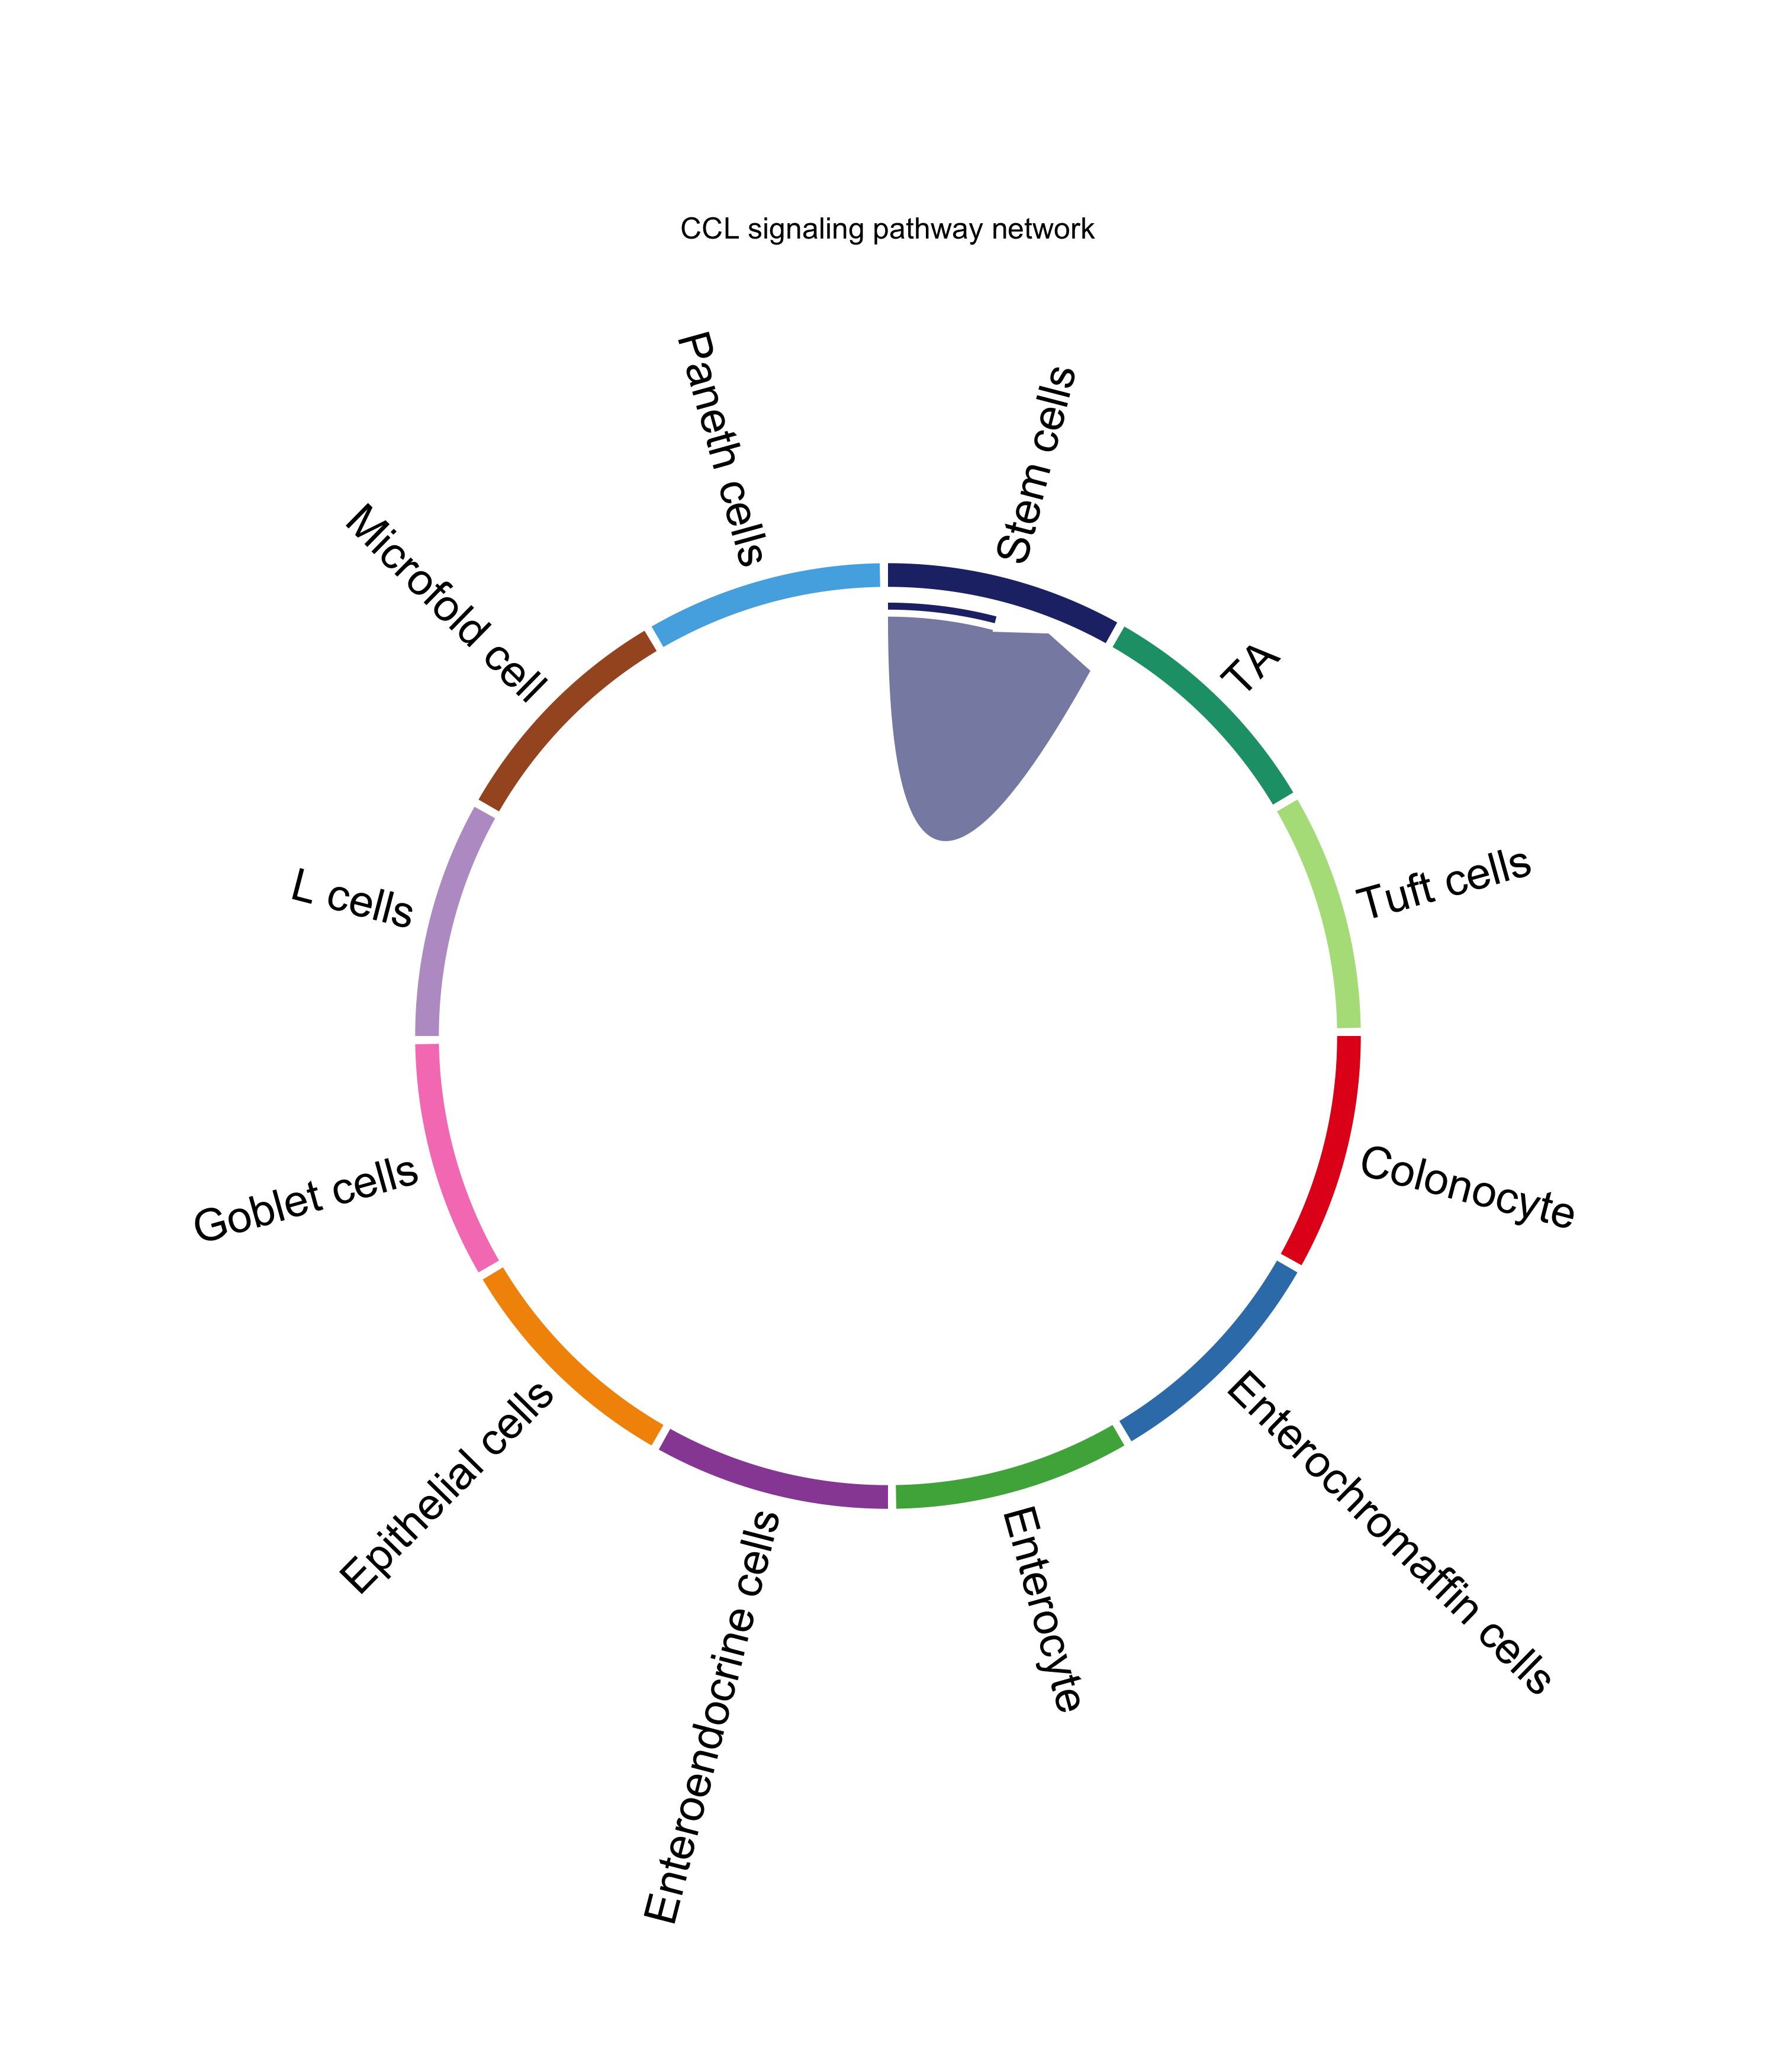 CCL signaling pathway network
Stem cells
TA
Tuft cells
Colonocyte
Enterochromaffin cells
Enterocyte
Enteroendocrine cells
Epithelial cells
Goblet cells
L cells
Microfold cell
Paneth cells